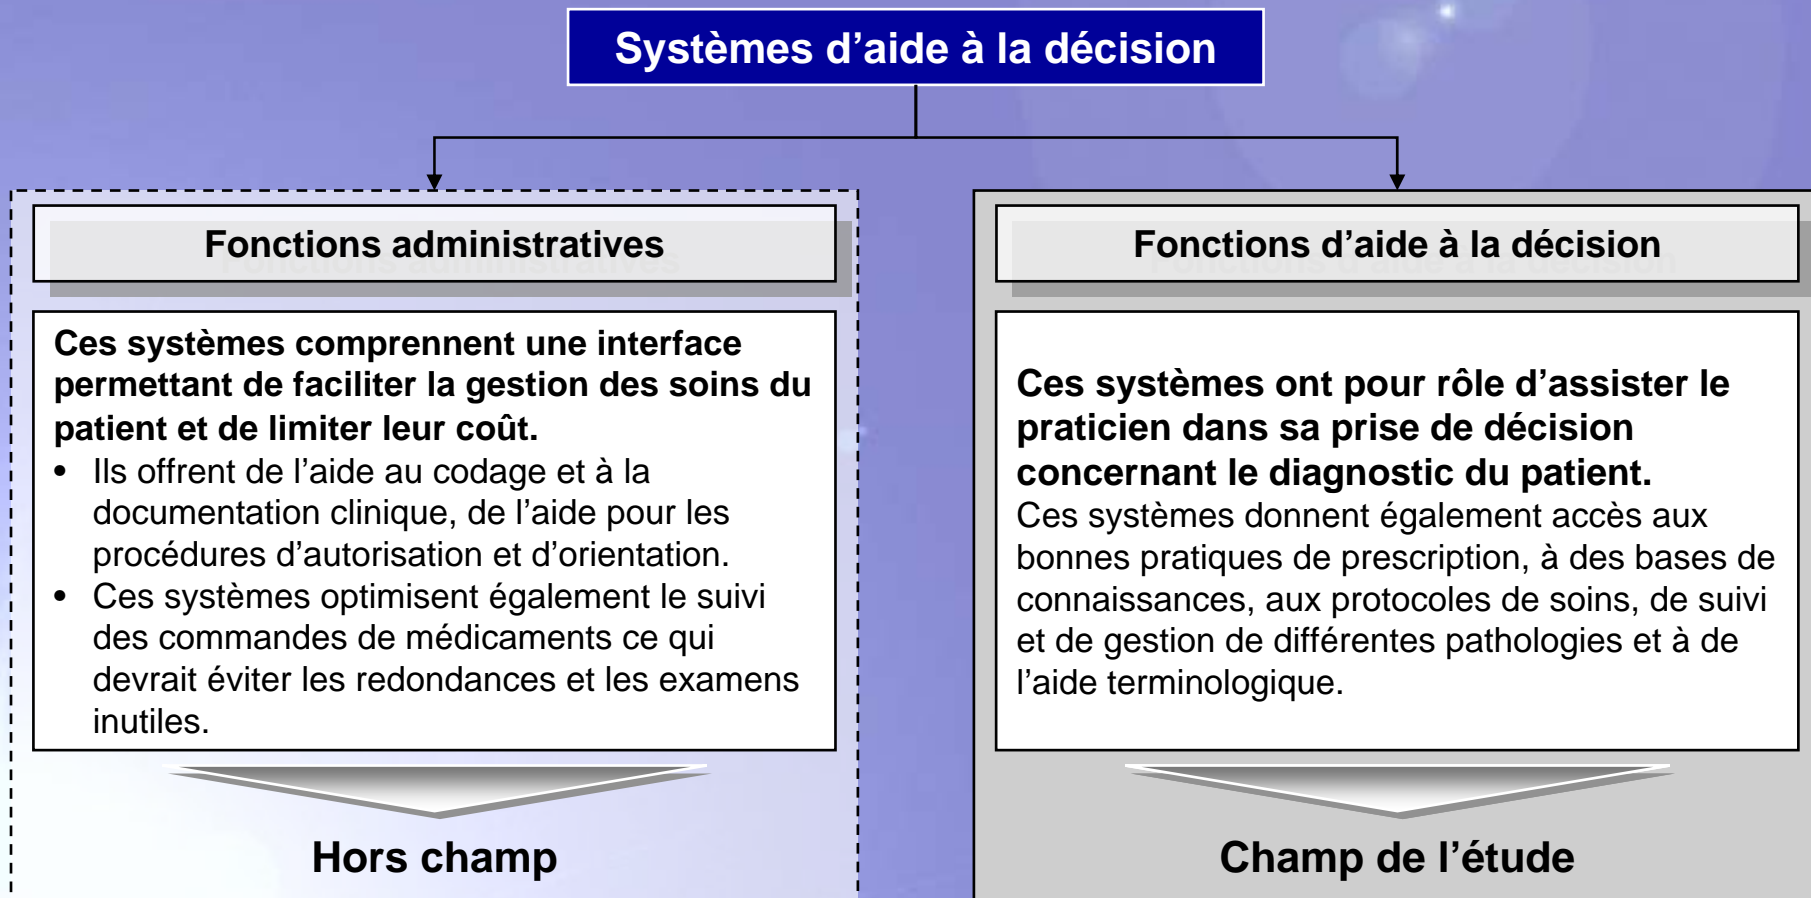 Systèmes d’aide à la décision
Fonctions administratives
Ces systèmes comprennent une interface
permettant de faciliter la gestion des soins du
patient et de limiter leur coût.
• Ils offrent de l’aide au codage et à la
documentation clinique, de l’aide pour les
procédures d’autorisation et d’orientation.
• Ces systèmes optimisent également le suivi
des commandes de médicaments ce qui
devrait éviter les redondances et les examens
inutiles.
Hors champ
Fonctions d’aide à la décision
Ces systèmes ont pour rôle d’assister le
praticien dans sa prise de décision
concernant le diagnostic du patient.
Ces systèmes donnent également accès aux
bonnes pratiques de prescription, à des bases de
connaissances, aux protocoles de soins, de suivi
et de gestion de différentes pathologies et à de
l’aide terminologique.
Champ de l’étude